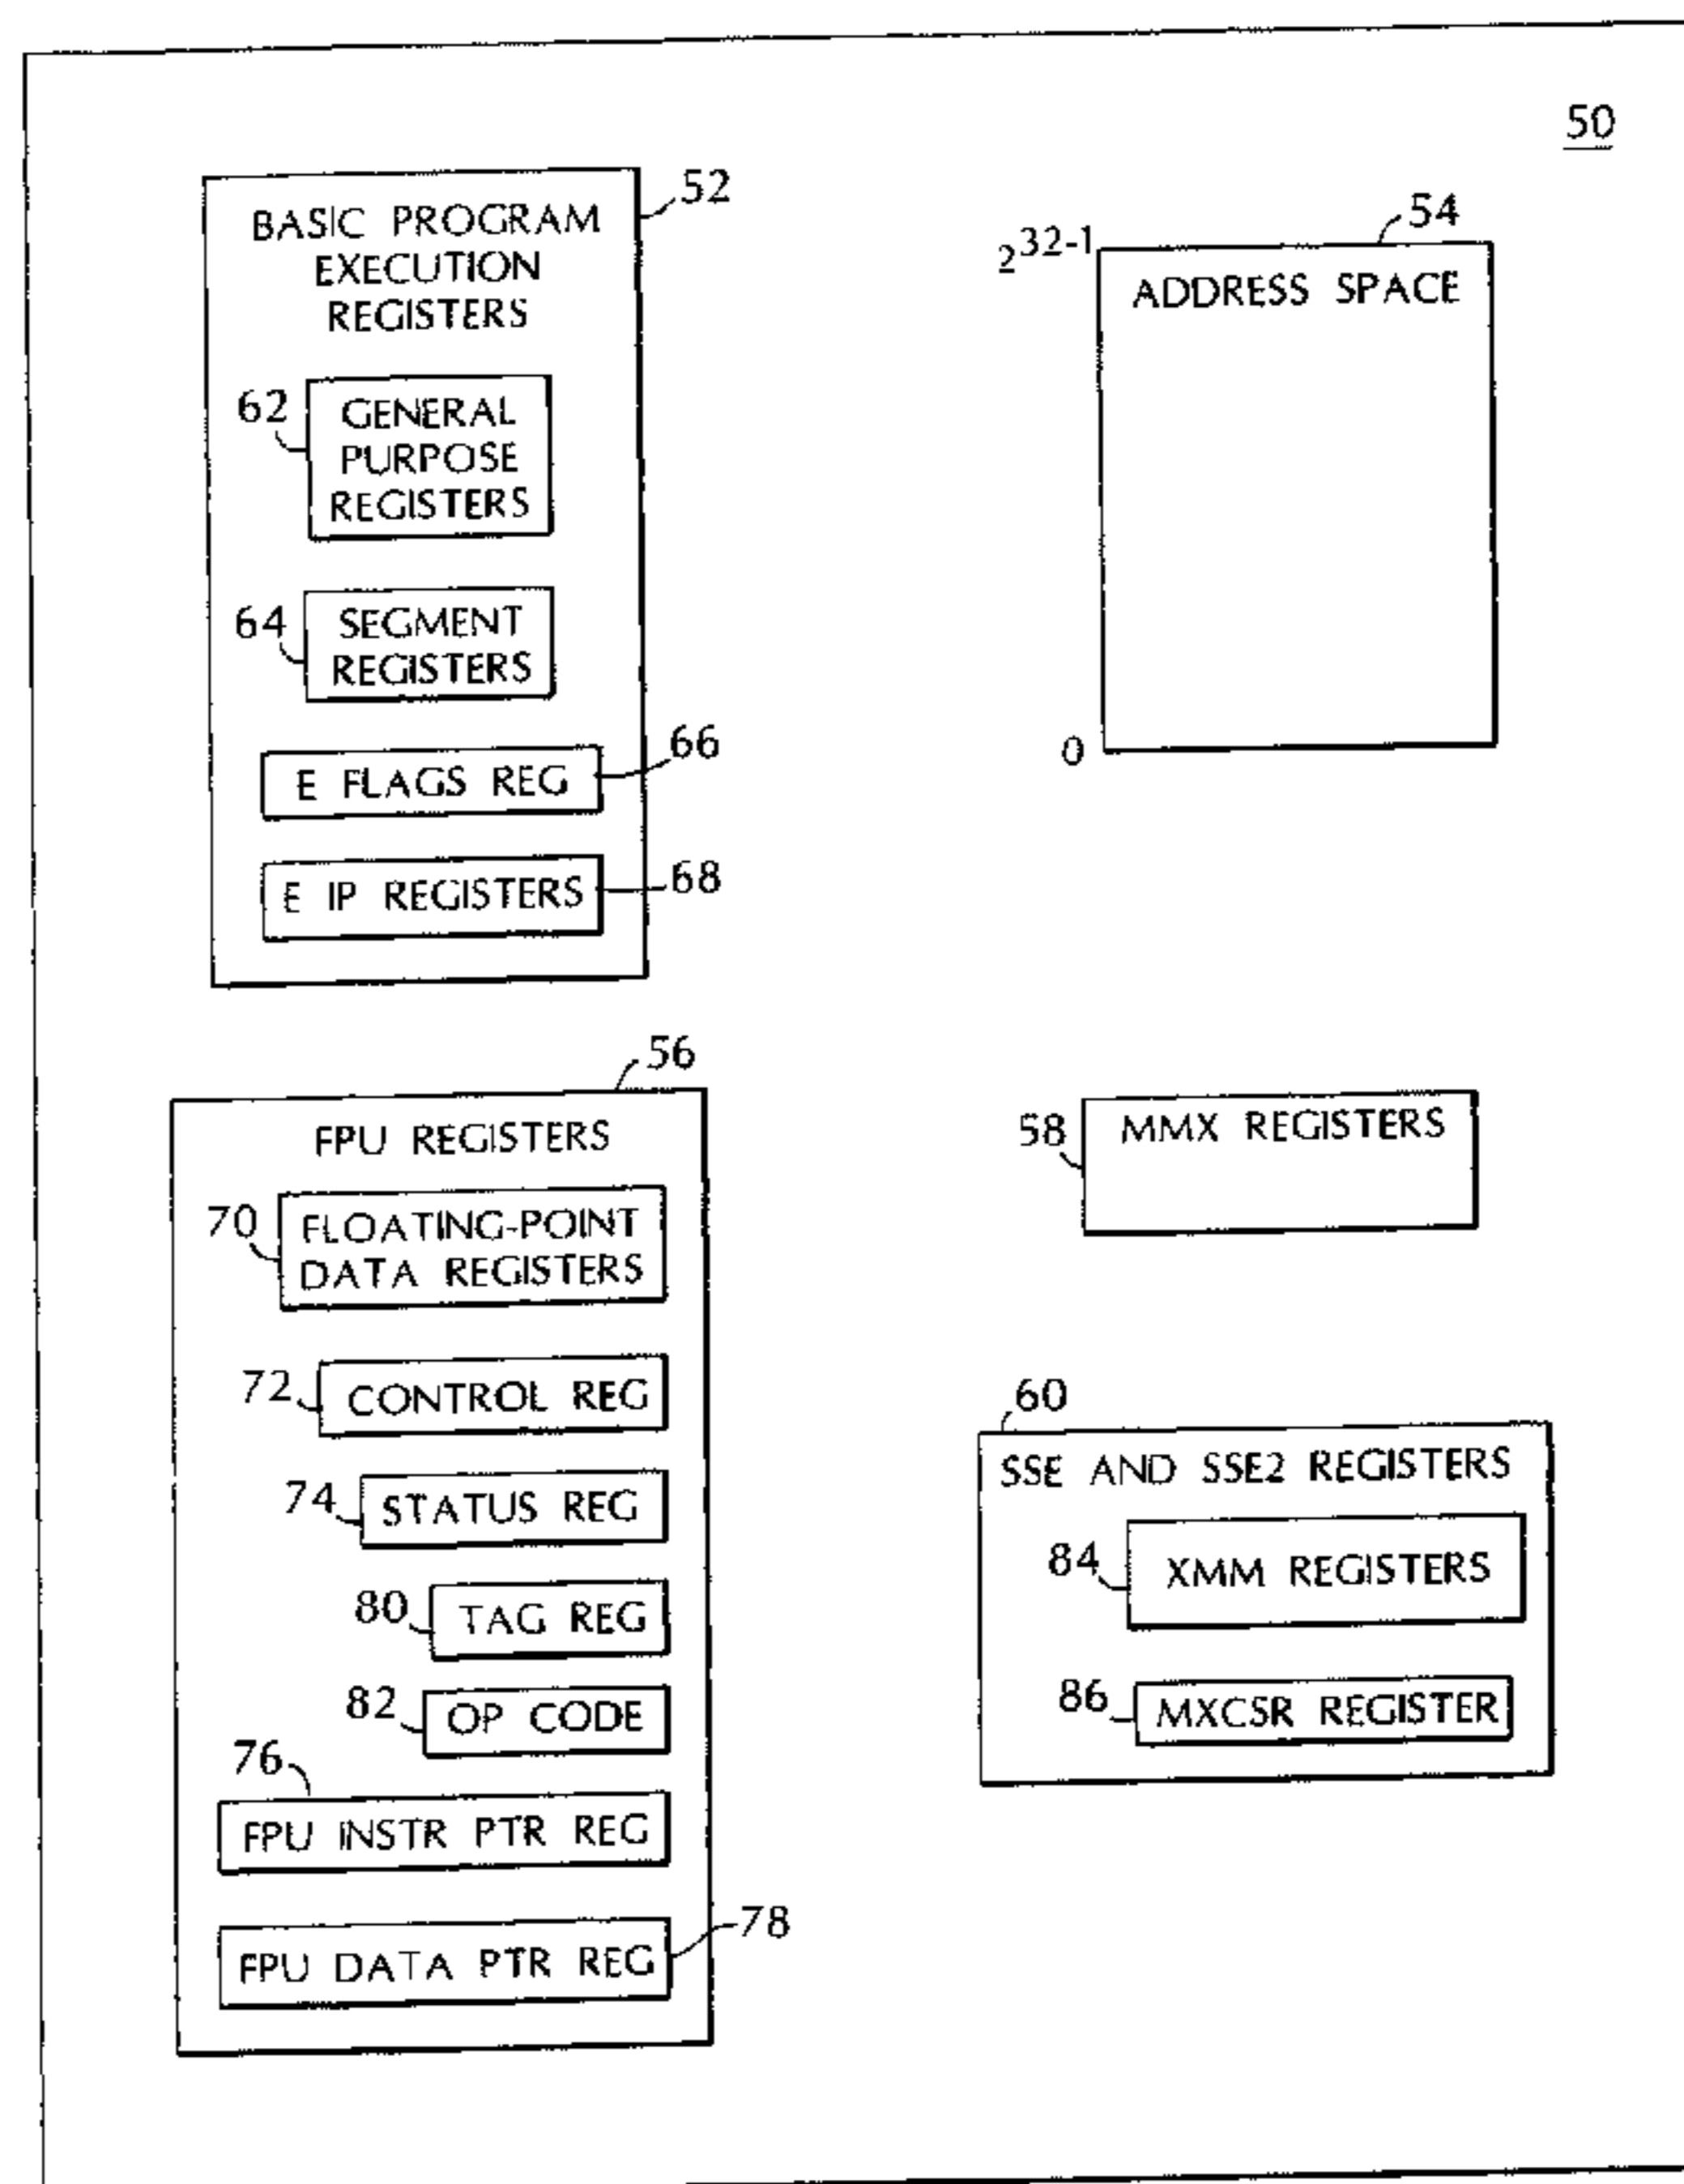 50
52
BASIC PROGRAM
EXECUTION
REGISTERS
62
GENERAL
PURPOSE
REGISTERS
64
SEGMENT
REGISTERS
66
E FLAGS REG
68
E IP REGISTERS
54
2^32-1
ADDRESS SPACE
0
56
FPU REGISTERS
70
FLOATING-POINT
DATA REGISTERS
72
CONTROL REG
74
STATUS REG
80
TAG REG
82
OP CODE
76
FPU INSTR PTR REG
78
FPU DATA PTR REG
58
MMX REGISTERS
60
SSE AND SSE2 REGISTERS
84
XMM REGISTERS
86
MXCSR REGISTER